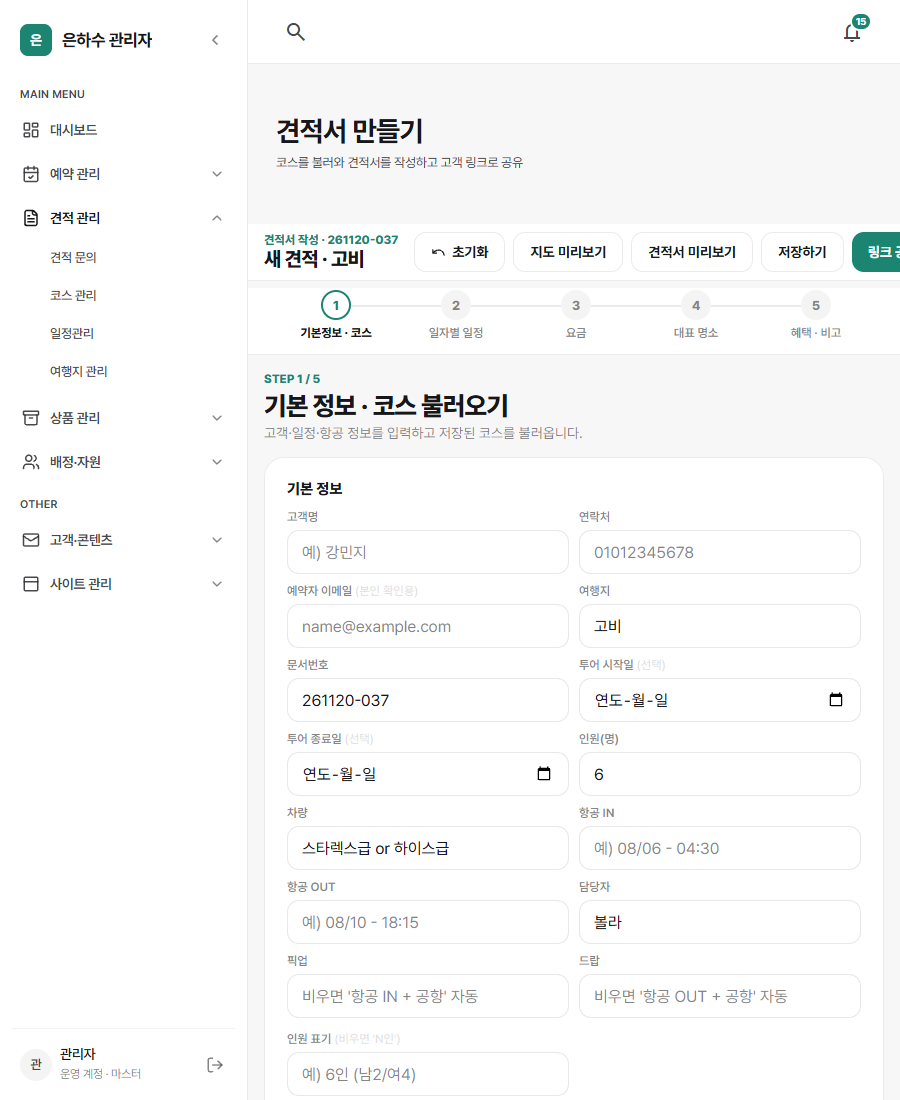 은 은하수 관리자
15
MAIN MENU
대시보드
예약 관리
견적 관리
견적 문의
코스 관리
일정관리
여행지 관리
상품 관리
배정·자원
OTHER
고객·콘텐츠
사이트 관리
관 관리자
운영 계정 · 마스터
견적서 만들기
코스를 불러와 견적서를 작성하고 고객 링크로 공유
견적서 작성 · 261120-037
새 견적 · 고비
초기화 지도 미리보기 견적서 미리보기 저장하기 링크
1 2 3 4 5
기본정보 · 코스 일자별 일정 요금 대표 명소 혜택 · 비고
STEP 1 / 5
기본 정보 · 코스 불러오기
고객·일정·항공 정보를 입력하고 저장된 코스를 불러옵니다.
기본 정보
고객명 연락처
예) 강민지 01012345678
예약자 이메일 (본인 확인용) 여행지
name@example.com 고비
문서번호 투어 시작일 (선택)
261120-037 연도-월-일
투어 종료일 (선택) 인원(명)
연도-월-일 6
차량 항공 IN
스타렉스급 or 하이스급 예) 08/06 - 04:30
항공 OUT 담당자
예) 08/10 - 18:15 볼라
픽업 드랍
비우면 '항공 IN + 공항' 자동 비우면 '항공 OUT + 공항' 자동
인원 표기 (비우면 'N인')
예) 6인 (남2/여4)